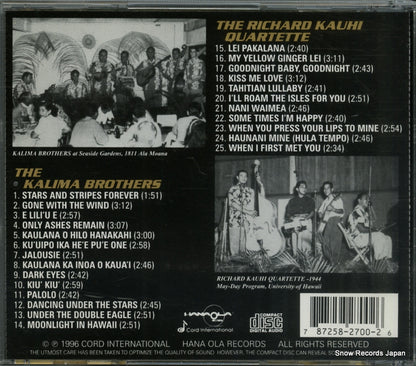 KALIMA BROTHERS at Seaside Gardens, 1811 Ala Moana
THE
KALIMA BROTHERS
1. STARS AND STRIPES FOREVER (1:51)
2. GONE WITH THE WIND (3:12)
3. E LILI'U E (2:57)
4. ONLY ASHES REMAIN (3:07)
5. KAULANA O HILO HANAKAHI (3:00)
6. KU'UIPO IKA HE'E PU'E ONE (2:58)
7. JALOUSIE (2:51)
8. KAULANA KA INOA O KAUA'I (2:46)
9. DARK EYES (2:42)
10. KIU' KIU' (2:57)
11. PALOLO (2:22)
12. DANCING UNDER THE STARS (2:45)
13. UNDER THE DOUBLE EAGLE (2:51)
14. MOONLIGHT IN HAWAII (2:51)
THE RICHARD KAUHI
QUARTETTE
15. LEI PAKALANA (2:40)
16. MY YELLOW GINGER LEI (3:11)
17. GOODNIGHT BABY, GOODNIGHT (2:43)
18. KISS ME LOVE (3:12)
19. TAHITIAN LULLABY (2:21)
20. I'LL ROAM THE ISLES FOR YOU (2:51)
21. NANI WAIMEA (2:22)
22. SOME TIMES I'M HAPPY (2:40)
23. WHEN YOU PRESS YOUR LIPS TO MINE (2:54)
24. HAUNANI MINE (HULA TEMPO) (2:26)
25. WHEN I FIRST MET YOU (2:34)
RICHARD KAUHI QUARTETTE -1944
May-Day Program, University of Hawaii
HANA OLA
Cord International
COMPACT
disc
DIGITAL AUDIO
7 87258-2700-2 6
© ℗ 1996 CORD INTERNATIONAL HANA OLA RECORDS ALL RIGHTS RESERVED
THE UTMOST CARE HAS BEEN TAKEN TO OPTIMIZE THE QUALITY OF SOUND. HOWEVER, THE COMPACT DISC CAN REVEAL
Snow Records Japan